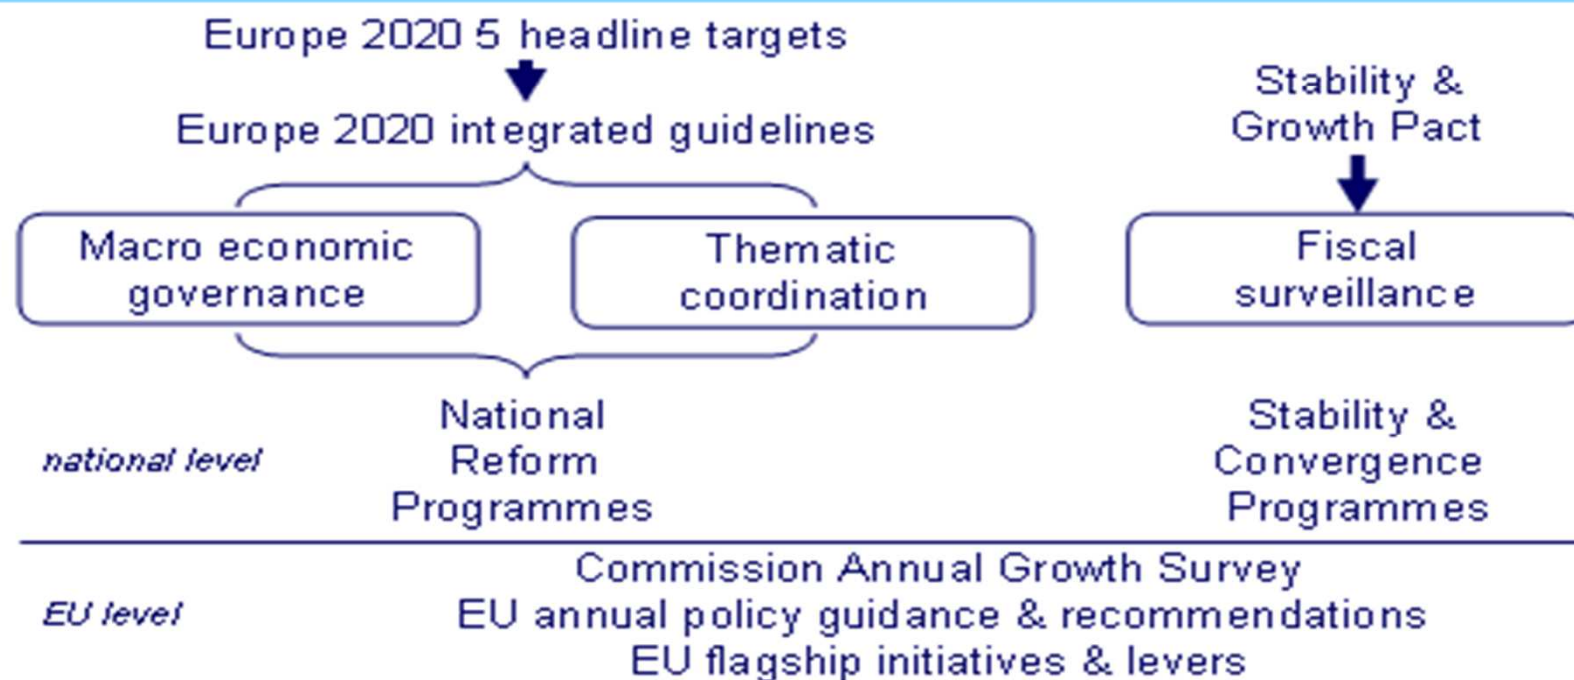 Europe 2020 5 headline targets
Europe 2020 integrated guidelines
Stability &
Growth Pact
Macro economic
governance
Thematic
coordination
Fiscal
surveillance
national level
National
Reform
Programmes
Stability &
Convergence
Programmes
EU level
Commission Annual Growth Survey
EU annual policy guidance & recommendations
EU flagship initiatives & levers